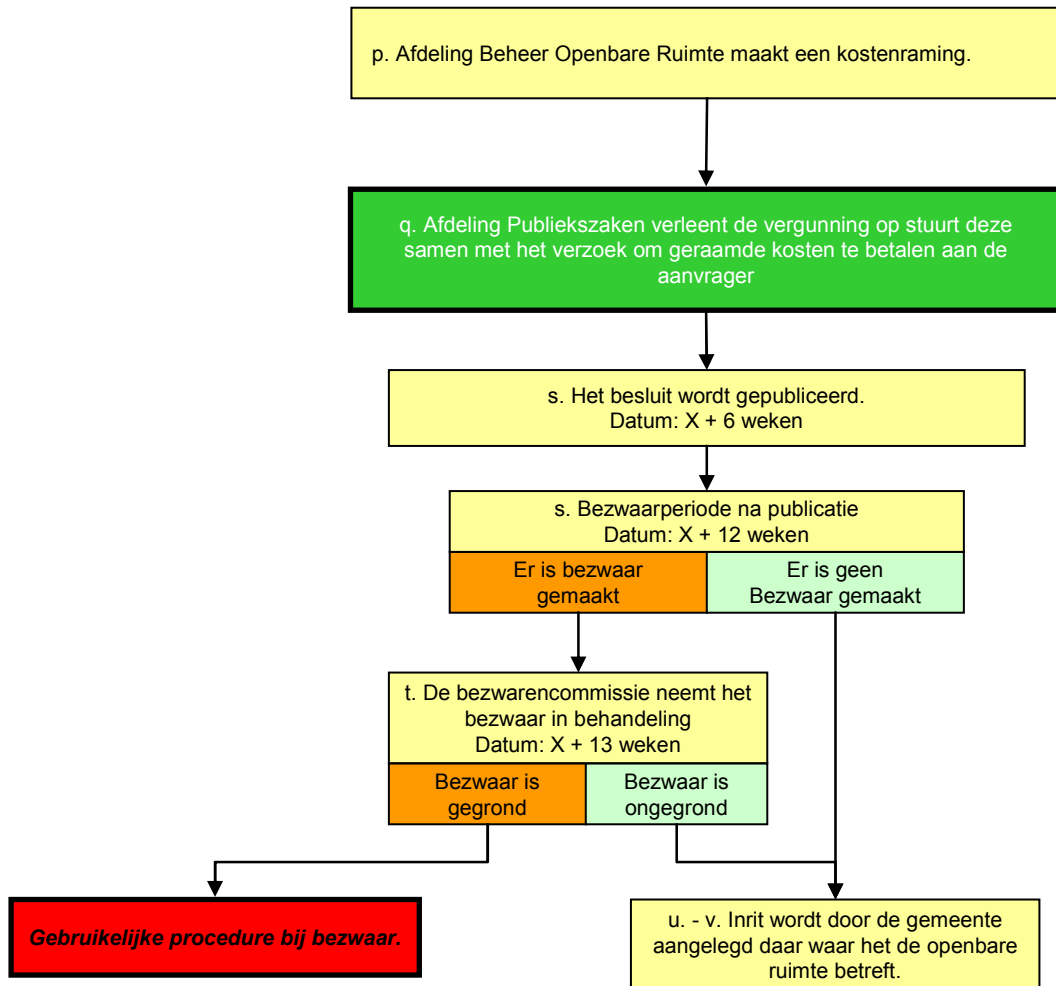 p. Afdeling Beheer Openbare Ruimte maakt een kostenraming.
q. Afdeling Publiekszaken verleent de vergunning op stuurt deze
samen met het verzoek om geraamde kosten te betalen aan de
aanvrager
s. Het besluit wordt gepubliceerd.
Datum: X + 6 weken
s. Bezwaarperiode na publicatie
Datum: X + 12 weken
Er is bezwaar
gemaakt
Er is geen
Bezwaar gemaakt
t. De bezwarencommissie neemt het
bezwaar in behandeling
Datum: X + 13 weken
Bezwaar is
gegrond
Bezwaar is
ongegrond
Gebruikelijke procedure bij bezwaar.
u. - v. Inrit wordt door de gemeente
aangelegd daar waar het de openbare
ruimte betreft.